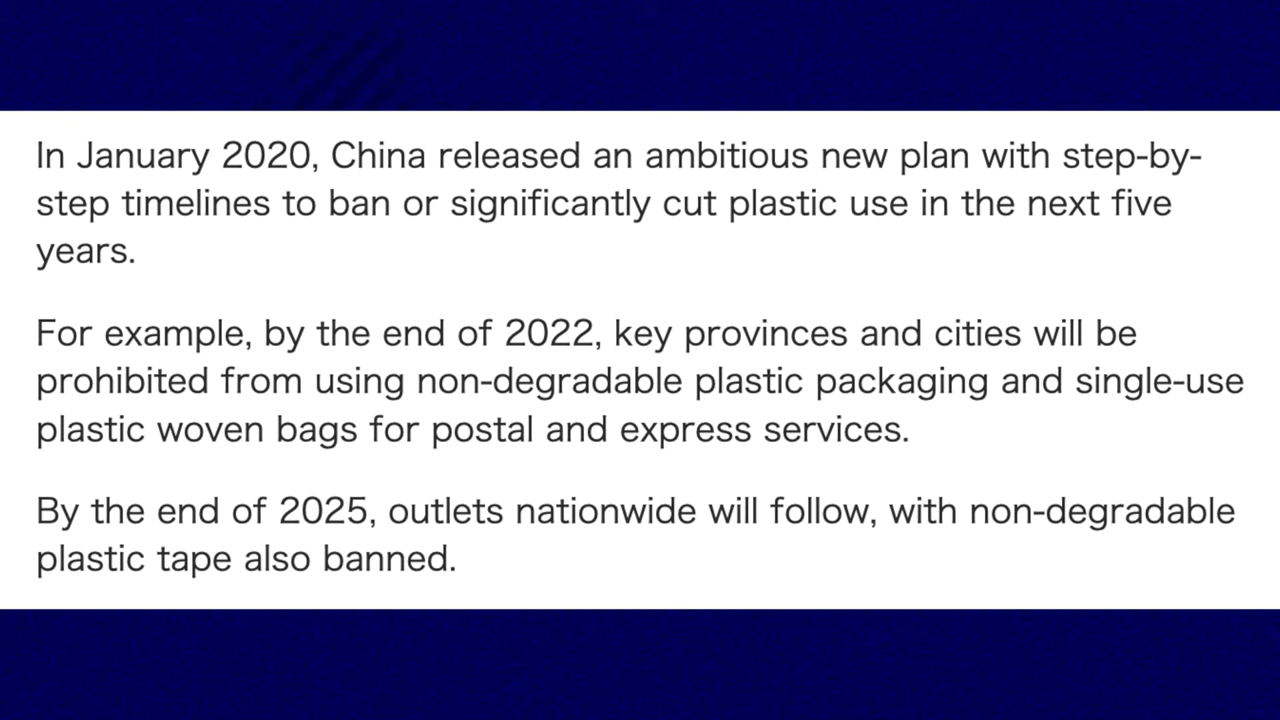 In January 2020, China released an ambitious new plan with step-by-
step timelines to ban or significantly cut plastic use in the next five
years.
For example, by the end of 2022, key provinces and cities will be
prohibited from using non-degradable plastic packaging and single-use
plastic woven bags for postal and express services.
By the end of 2025, outlets nationwide will follow, with non-degradable
plastic tape also banned.